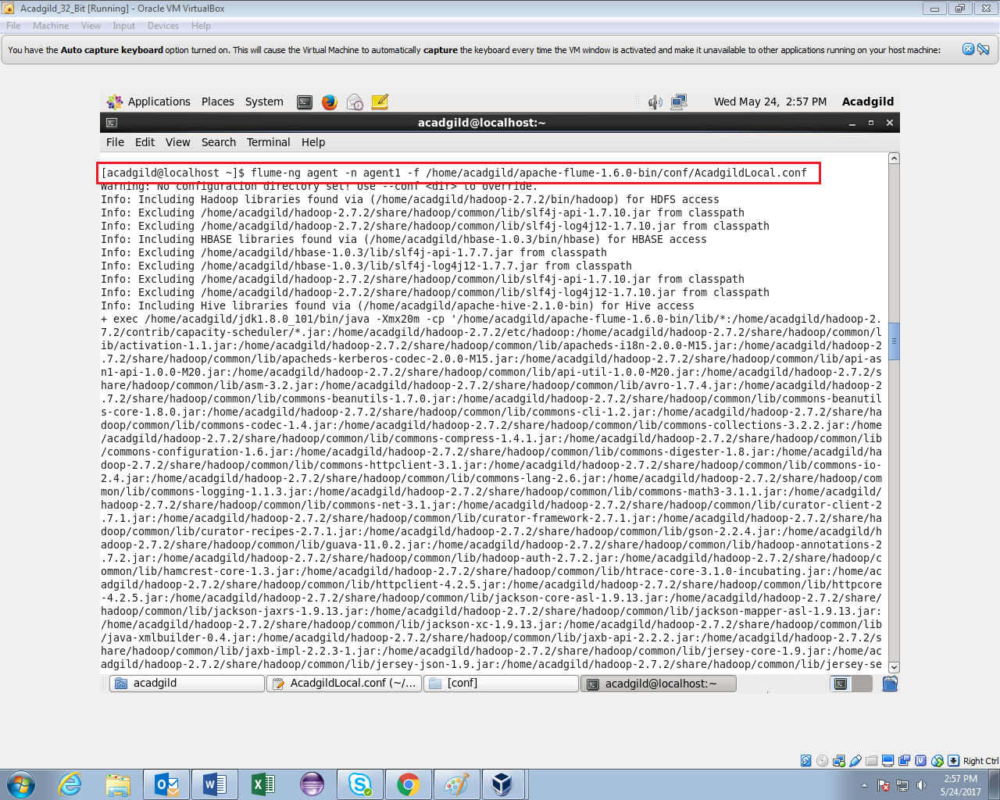 Acadgild_32_Bit [Running] - Oracle VM VirtualBox
File Machine View Input Devices Help
You have the Auto capture keyboard option turned on. This will cause the Virtual Machine to automatically capture the keyboard every time the VM window is activated and make it unavailable to other applications running on your host machine:
Applications Places System Wed May 24, 2:57 PM Acadgild
acadgild@localhost:~
File Edit View Search Terminal Help
[acadgild@localhost ~]$ flume-ng agent -n agent1 -f /home/acadgild/apache-flume-1.6.0-bin/conf/AcadgildLocal.conf
Warning: No configuration directory set! Use --conf <dir> to override.
Info: Including Hadoop libraries found via (/home/acadgild/hadoop-2.7.2/bin/hadoop) for HDFS access
Info: Excluding /home/acadgild/hadoop-2.7.2/share/hadoop/common/lib/slf4j-api-1.7.10.jar from classpath
Info: Excluding /home/acadgild/hadoop-2.7.2/share/hadoop/common/lib/slf4j-log4j12-1.7.10.jar from classpath
Info: Including HBASE libraries found via (/home/acadgild/hbase-1.0.3/bin/hbase) for HBASE access
Info: Excluding /home/acadgild/hbase-1.0.3/lib/slf4j-api-1.7.7.jar from classpath
Info: Excluding /home/acadgild/hbase-1.0.3/lib/slf4j-log4j12-1.7.7.jar from classpath
Info: Excluding /home/acadgild/hadoop-2.7.2/share/hadoop/common/lib/slf4j-api-1.7.10.jar from classpath
Info: Excluding /home/acadgild/hadoop-2.7.2/share/hadoop/common/lib/slf4j-log4j12-1.7.10.jar from classpath
Info: Including Hive libraries found via (/home/acadgild/apache-hive-2.1.0-bin) for Hive access
+ exec /home/acadgild/jdk1.8.0_101/bin/java -Xmx20m -cp '/home/acadgild/apache-flume-1.6.0-bin/lib/*:/home/acadgild/hadoop-2.
7.2/contrib/capacity-scheduler/*.jar:/home/acadgild/hadoop-2.7.2/etc/hadoop:/home/acadgild/hadoop-2.7.2/share/hadoop/common/l
ib/activation-1.1.jar:/home/acadgild/hadoop-2.7.2/share/hadoop/common/lib/apacheds-i18n-2.0.0-M15.jar:/home/acadgild/hadoop-2
.7.2/share/hadoop/common/lib/apacheds-kerberos-codec-2.0.0-M15.jar:/home/acadgild/hadoop-2.7.2/share/hadoop/common/lib/api-as
n1-api-1.0.0-M20.jar:/home/acadgild/hadoop-2.7.2/share/hadoop/common/lib/api-util-1.0.0-M20.jar:/home/acadgild/hadoop-2.7.2/s
hare/hadoop/common/lib/asm-3.2.jar:/home/acadgild/hadoop-2.7.2/share/hadoop/common/lib/avro-1.7.4.jar:/home/acadgild/hadoop-2
.7.2/share/hadoop/common/lib/commons-beanutils-1.7.0.jar:/home/acadgild/hadoop-2.7.2/share/hadoop/common/lib/commons-beanutil
s-core-1.8.0.jar:/home/acadgild/hadoop-2.7.2/share/hadoop/common/lib/commons-cli-1.2.jar:/home/acadgild/hadoop-2.7.2/share/ha
doop/common/lib/commons-codec-1.4.jar:/home/acadgild/hadoop-2.7.2/share/hadoop/common/lib/commons-collections-3.2.2.jar:/home
/acadgild/hadoop-2.7.2/share/hadoop/common/lib/commons-compress-1.4.1.jar:/home/acadgild/hadoop-2.7.2/share/hadoop/common/lib
/commons-configuration-1.6.jar:/home/acadgild/hadoop-2.7.2/share/hadoop/common/lib/commons-digester-1.8.jar:/home/acadgild/ha
doop-2.7.2/share/hadoop/common/lib/commons-httpclient-3.1.jar:/home/acadgild/hadoop-2.7.2/share/hadoop/common/lib/commons-io-
2.4.jar:/home/acadgild/hadoop-2.7.2/share/hadoop/common/lib/commons-lang-2.6.jar:/home/acadgild/hadoop-2.7.2/share/hadoop/com
mon/lib/commons-logging-1.1.3.jar:/home/acadgild/hadoop-2.7.2/share/hadoop/common/lib/commons-math3-3.1.1.jar:/home/acadgild/
hadoop-2.7.2/share/hadoop/common/lib/commons-net-3.1.jar:/home/acadgild/hadoop-2.7.2/share/hadoop/common/lib/curator-client-2
.7.1.jar:/home/acadgild/hadoop-2.7.2/share/hadoop/common/lib/curator-framework-2.7.1.jar:/home/acadgild/hadoop-2.7.2/share/ha
doop/common/lib/curator-recipes-2.7.1.jar:/home/acadgild/hadoop-2.7.2/share/hadoop/common/lib/gson-2.2.4.jar:/home/acadgild/h
adoop-2.7.2/share/hadoop/common/lib/guava-11.0.2.jar:/home/acadgild/hadoop-2.7.2/share/hadoop/common/lib/hadoop-annotations-2
.7.2.jar:/home/acadgild/hadoop-2.7.2/share/hadoop/common/lib/hadoop-auth-2.7.2.jar:/home/acadgild/hadoop-2.7.2/share/hadoop/c
ommon/lib/hamcrest-core-1.3.jar:/home/acadgild/hadoop-2.7.2/share/hadoop/common/lib/htrace-core-3.1.0-incubating.jar:/home/ac
adgild/hadoop-2.7.2/share/hadoop/common/lib/httpclient-4.2.5.jar:/home/acadgild/hadoop-2.7.2/share/hadoop/common/lib/httpcore
-4.2.5.jar:/home/acadgild/hadoop-2.7.2/share/hadoop/common/lib/jackson-core-asl-1.9.13.jar:/home/acadgild/hadoop-2.7.2/share/
hadoop/common/lib/jackson-jaxrs-1.9.13.jar:/home/acadgild/hadoop-2.7.2/share/hadoop/common/lib/jackson-mapper-asl-1.9.13.jar:
/home/acadgild/hadoop-2.7.2/share/hadoop/common/lib/jackson-xc-1.9.13.jar:/home/acadgild/hadoop-2.7.2/share/hadoop/common/lib
/java-xmlbuilder-0.4.jar:/home/acadgild/hadoop-2.7.2/share/hadoop/common/lib/jaxb-api-2.2.2.jar:/home/acadgild/hadoop-2.7.2/s
hare/hadoop/common/lib/jaxb-impl-2.2.3-1.jar:/home/acadgild/hadoop-2.7.2/share/hadoop/common/lib/jersey-core-1.9.jar:/home/ac
adgild/hadoop-2.7.2/share/hadoop/common/lib/jersey-json-1.9.jar:/home/acadgild/hadoop-2.7.2/share/hadoop/common/lib/jersey-se
acadgild AcadgildLocal.conf (~/... [conf] acadgild@localhost:~
Right Ctrl
2:57 PM
5/24/2017